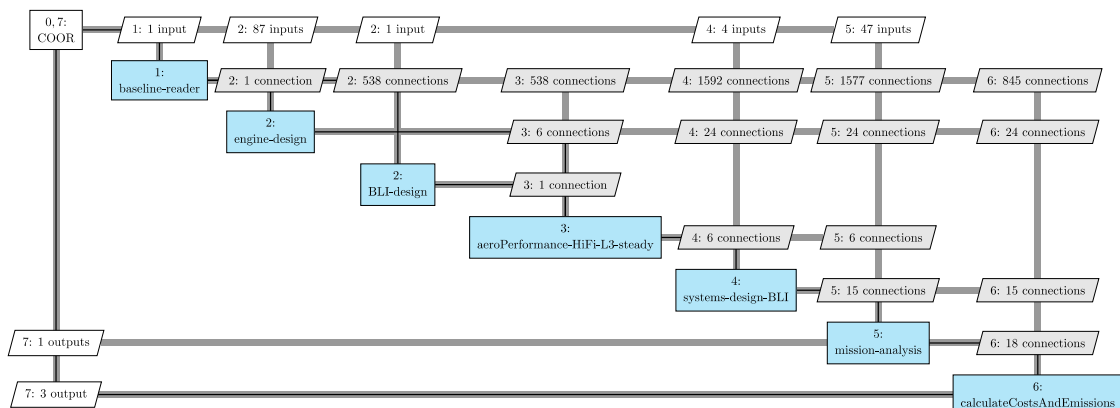 0, 7:
COOR
1: 1 input
2: 87 inputs
2: 1 input
4: 4 inputs
5: 47 inputs
1:
baseline-reader
2: 1 connection
2: 538 connections
3: 538 connections
4: 1592 connections
5: 1577 connections
6: 845 connections
2:
engine-design
3: 6 connections
4: 24 connections
5: 24 connections
6: 24 connections
2:
BLI-design
3: 1 connection
3:
aeroPerformance-HiFi-L3-steady
4: 6 connections
5: 6 connections
4:
systems-design-BLI
5: 15 connections
6: 15 connections
7: 1 outputs
5:
mission-analysis
6: 18 connections
7: 3 output
6:
calculateCostsAndEmissions